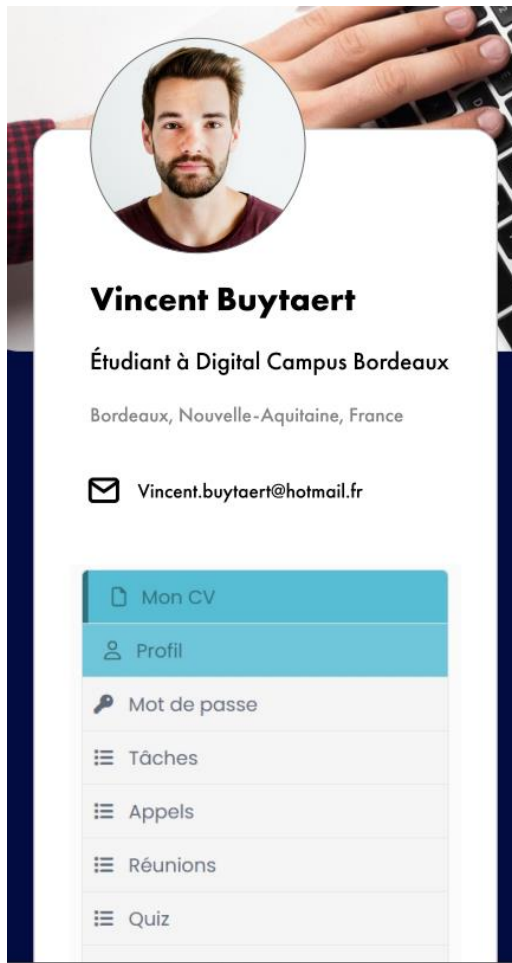 Vincent Buytaert
Étudiant à Digital Campus Bordeaux
Bordeaux, Nouvelle-Aquitaine, France
Vincent.buytaert@hotmail.fr
Mon CV
Profil
Mot de passe
Tâches
Appels
Réunions
Quiz